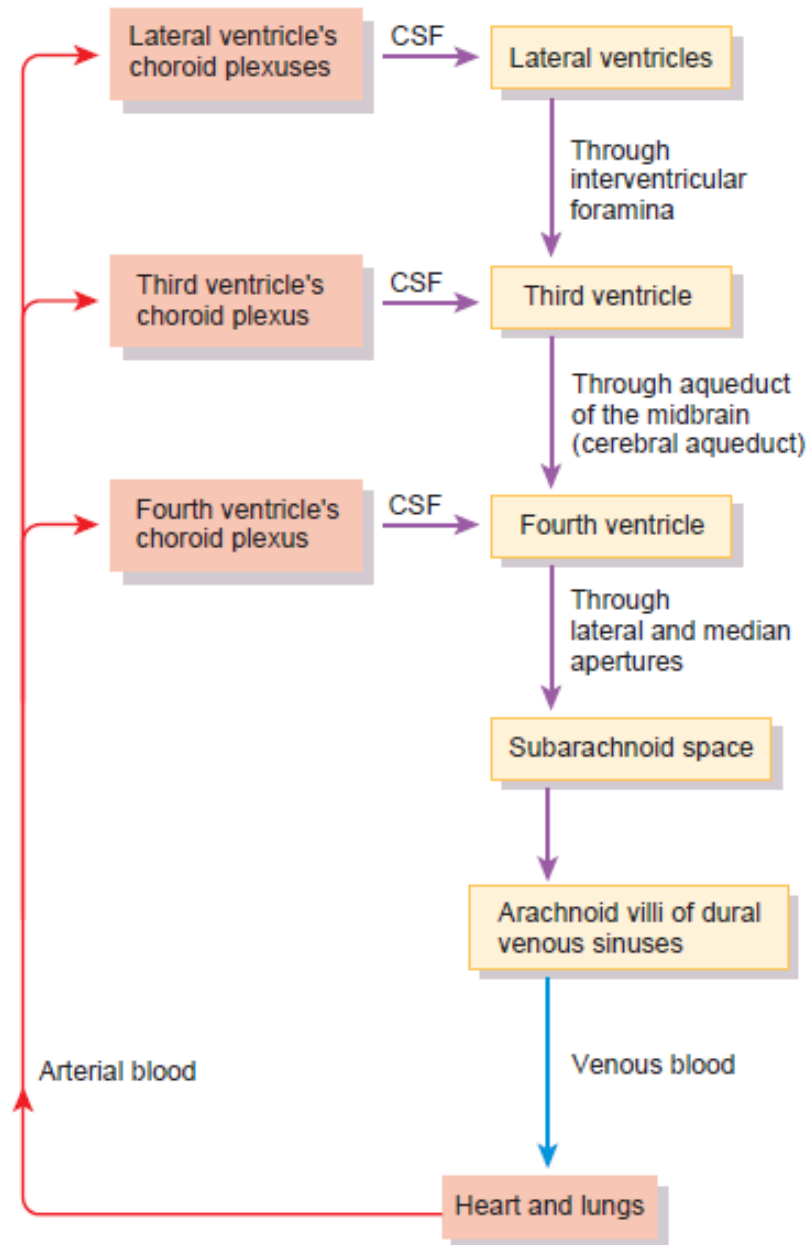 Lateral ventricle's
choroid plexuses
CSF
Lateral ventricles
Through
interventricular
foramina
Third ventricle's
choroid plexus
CSF
Third ventricle
Through aqueduct
of the midbrain
(cerebral aqueduct)
Fourth ventricle's
choroid plexus
CSF
Fourth ventricle
Through
lateral and median
apertures
Subarachnoid space
Arachnoid villi of dural
venous sinuses
Arterial blood
Venous blood
Heart and lungs